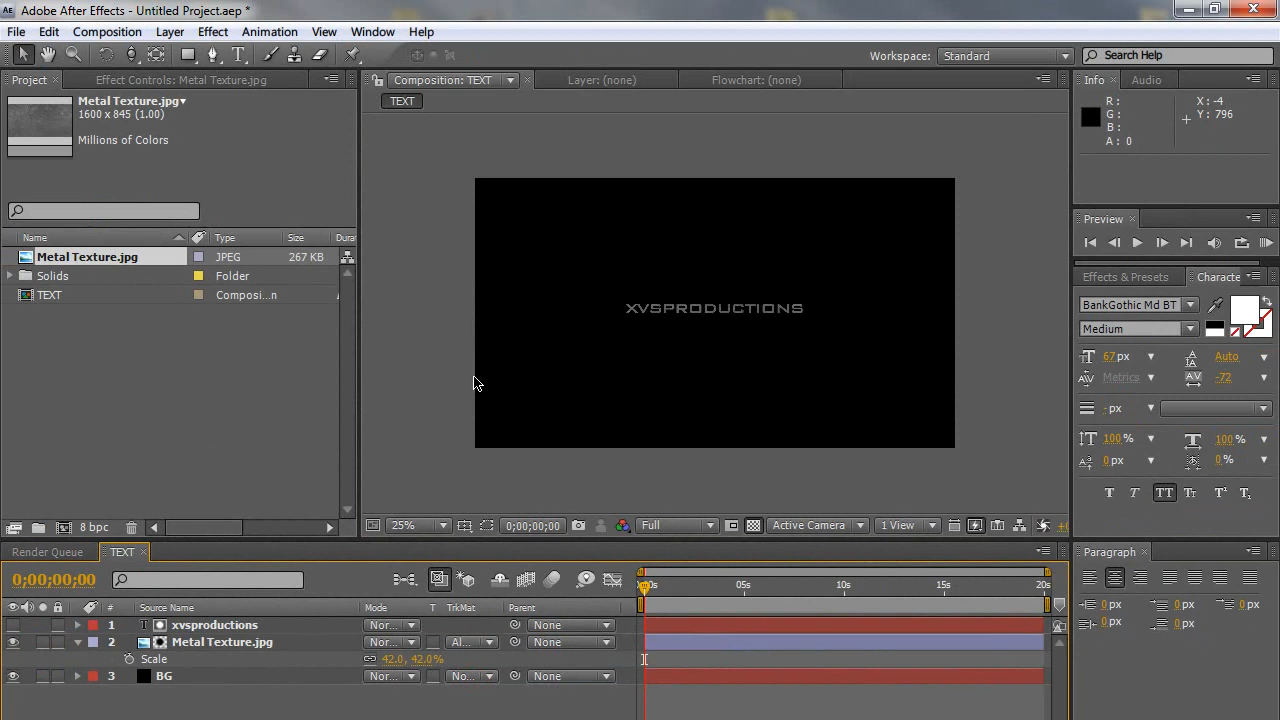 Adobe After Effects - Untitled Project.aep *
File Edit Composition Layer Effect Animation View Window Help
Workspace: Standard Search Help
Project Effect Controls: Metal Texture.jpg
Composition: TEXT Layer: (none) Flowchart: (none)
Info Audio
Metal Texture.jpg
1600 x 845 (1.00)
Millions of Colors
TEXT
R :
G :
B :
A : 0
X : -4
Y : 796
Preview
Name Type Size Durat
Metal Texture.jpg JPEG 267 KB
Solids Folder
TEXT Composi...n
XVSPRODUCTIONS
Effects & Presets Characte
BankGothic Md BT
Medium
67 px Auto
Metrics -72
- px
100 % 100 %
0 px 0 %
T T TT Tr T¹ T₁
8 bpc
25% 0;00;00;00 Full Active Camera 1 View
Render Queue TEXT
Paragraph
0;00;00;00
00s 05s 10s 15s 20s
# Source Name Mode T TrkMat Parent
1 T xvsproductions Nor... None
2 Metal Texture.jpg Nor... Al... None
Scale 42.0, 42.0%
3 BG Nor... No... None
0 px 0 px 0 px
0 px 0 px